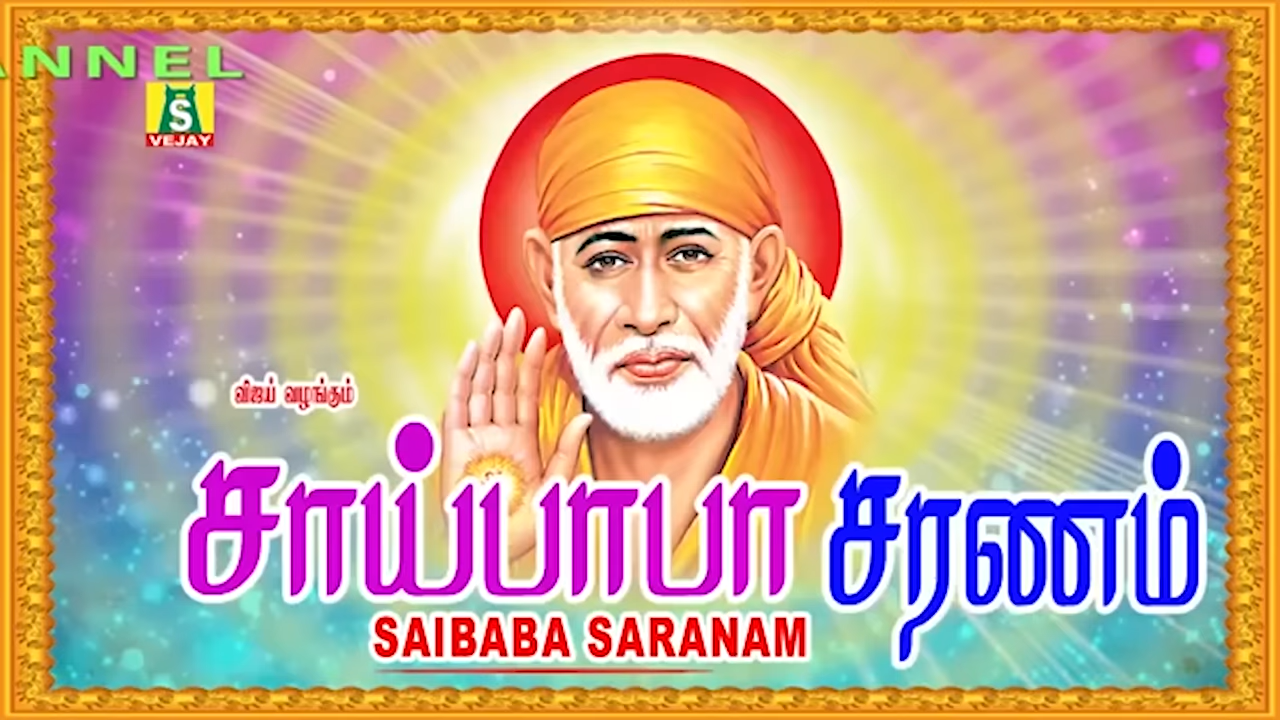 ANNEL
S
VEJAY
விஜய் வழங்கும்
சாய்பாபா சரணம்
SAIBABA SARANAM